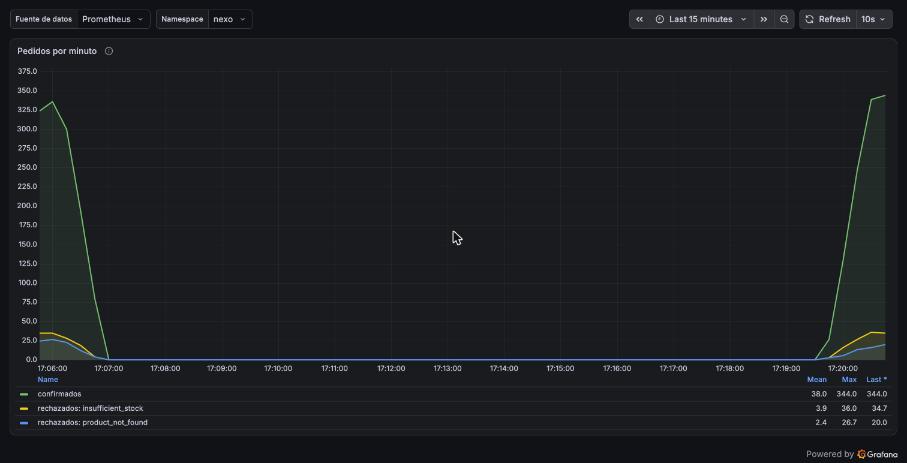 Fuente de datos Prometheus Namespace nexo Last 15 minutes Refresh 10s
Pedidos por minuto
375.0
350.0
325.0
300.0
275.0
250.0
225.0
200.0
175.0
150.0
125.0
100.0
75.0
50.0
25.0
0.0
17:06:00 17:07:00 17:08:00 17:09:00 17:10:00 17:11:00 17:12:00 17:13:00 17:14:00 17:15:00 17:16:00 17:17:00 17:18:00 17:19:00 17:20:00
Name Mean Max Last *
confirmados 38.0 344.0 344.0
rechazados: insufficient_stock 3.9 36.0 34.7
rechazados: product_not_found 2.4 26.7 20.0
Powered by Grafana